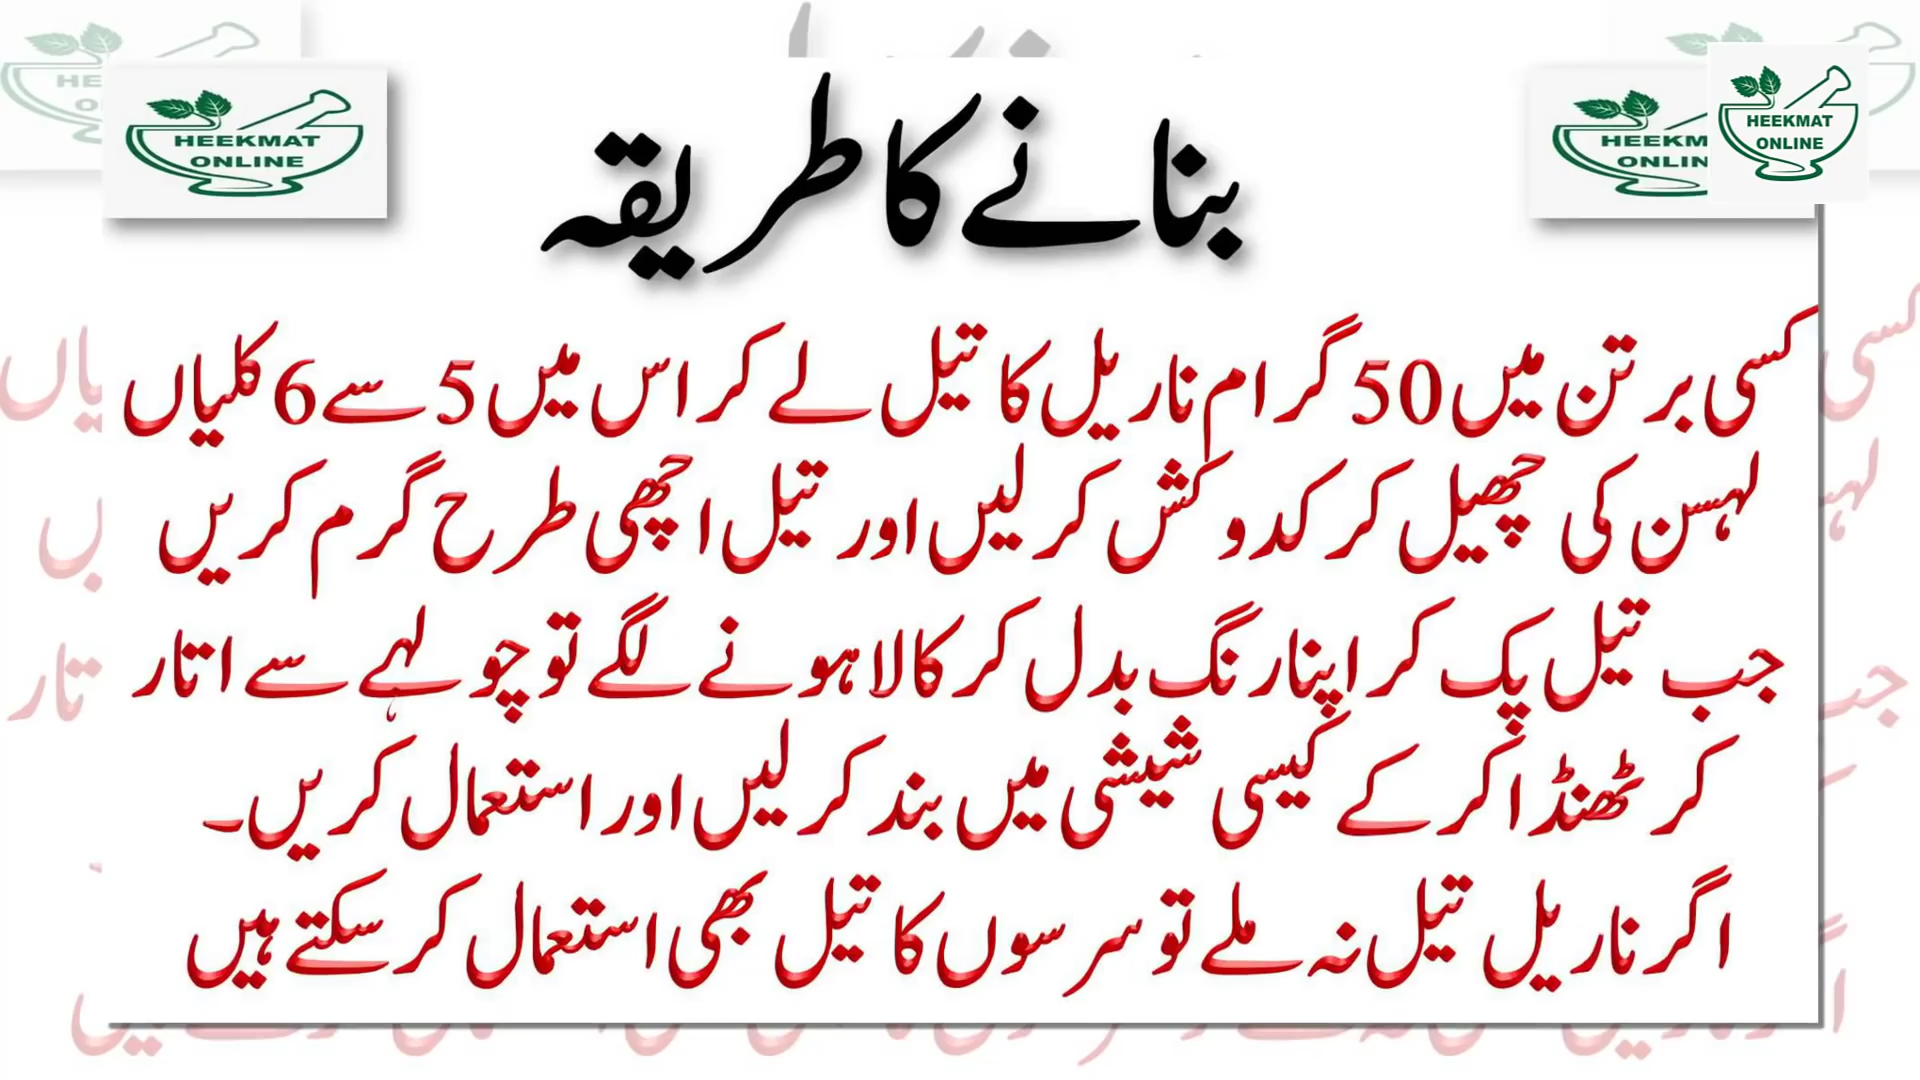 HEEKMAT
ONLINE
HEEKMAT
ONLINE
بنانے کا طریقہ
کسی برتن میں 50 گرام ناریل کا تیل لے کر اس میں 5 سے 6 کلیاں
لہسن کی چھیل کر کدو کش کر لیں اور تیل اچھی طرح گرم کریں
جب تیل پک کر اپنا رنگ بدل کر کالا ہونے لگے تو چولہے سے اتار
کر ٹھنڈا کر کے کیسی شیشی میں بند کر لیں اور استعمال کریں۔
اگر ناریل تیل نہ ملے تو سرسوں کا تیل بھی استعمال کر سکتے ہیں